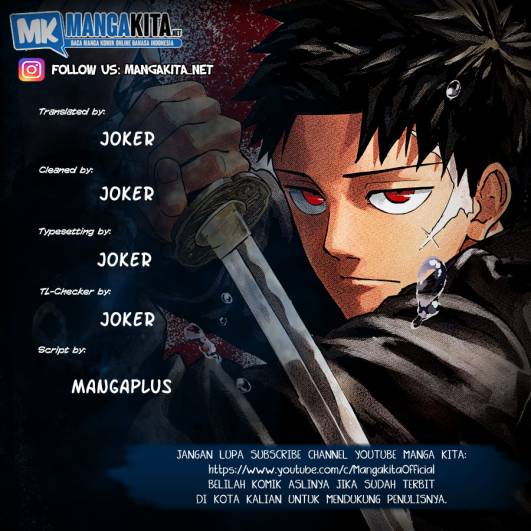 MK MANGAKITA.NET
BACA MANGA KOMIK ONLINE BAHASA INDONESIA
FOLLOW US: MANGAKITA_NET
Translated by:
JOKER
Cleaned by:
JOKER
Typesetting by:
JOKER
TL-Checker by:
JOKER
Script by:
MANGAPLUS
JANGAN LUPA SUBSCRIBE CHANNEL YOUTUBE MANGA KITA:
https://www.youtube.com/c/MangakitaOfficial
BELILAH KOMIK ASLINYA JIKA SUDAH TERBIT
DI KOTA KALIAN UNTUK MENDUKUNG PENULISNYA.